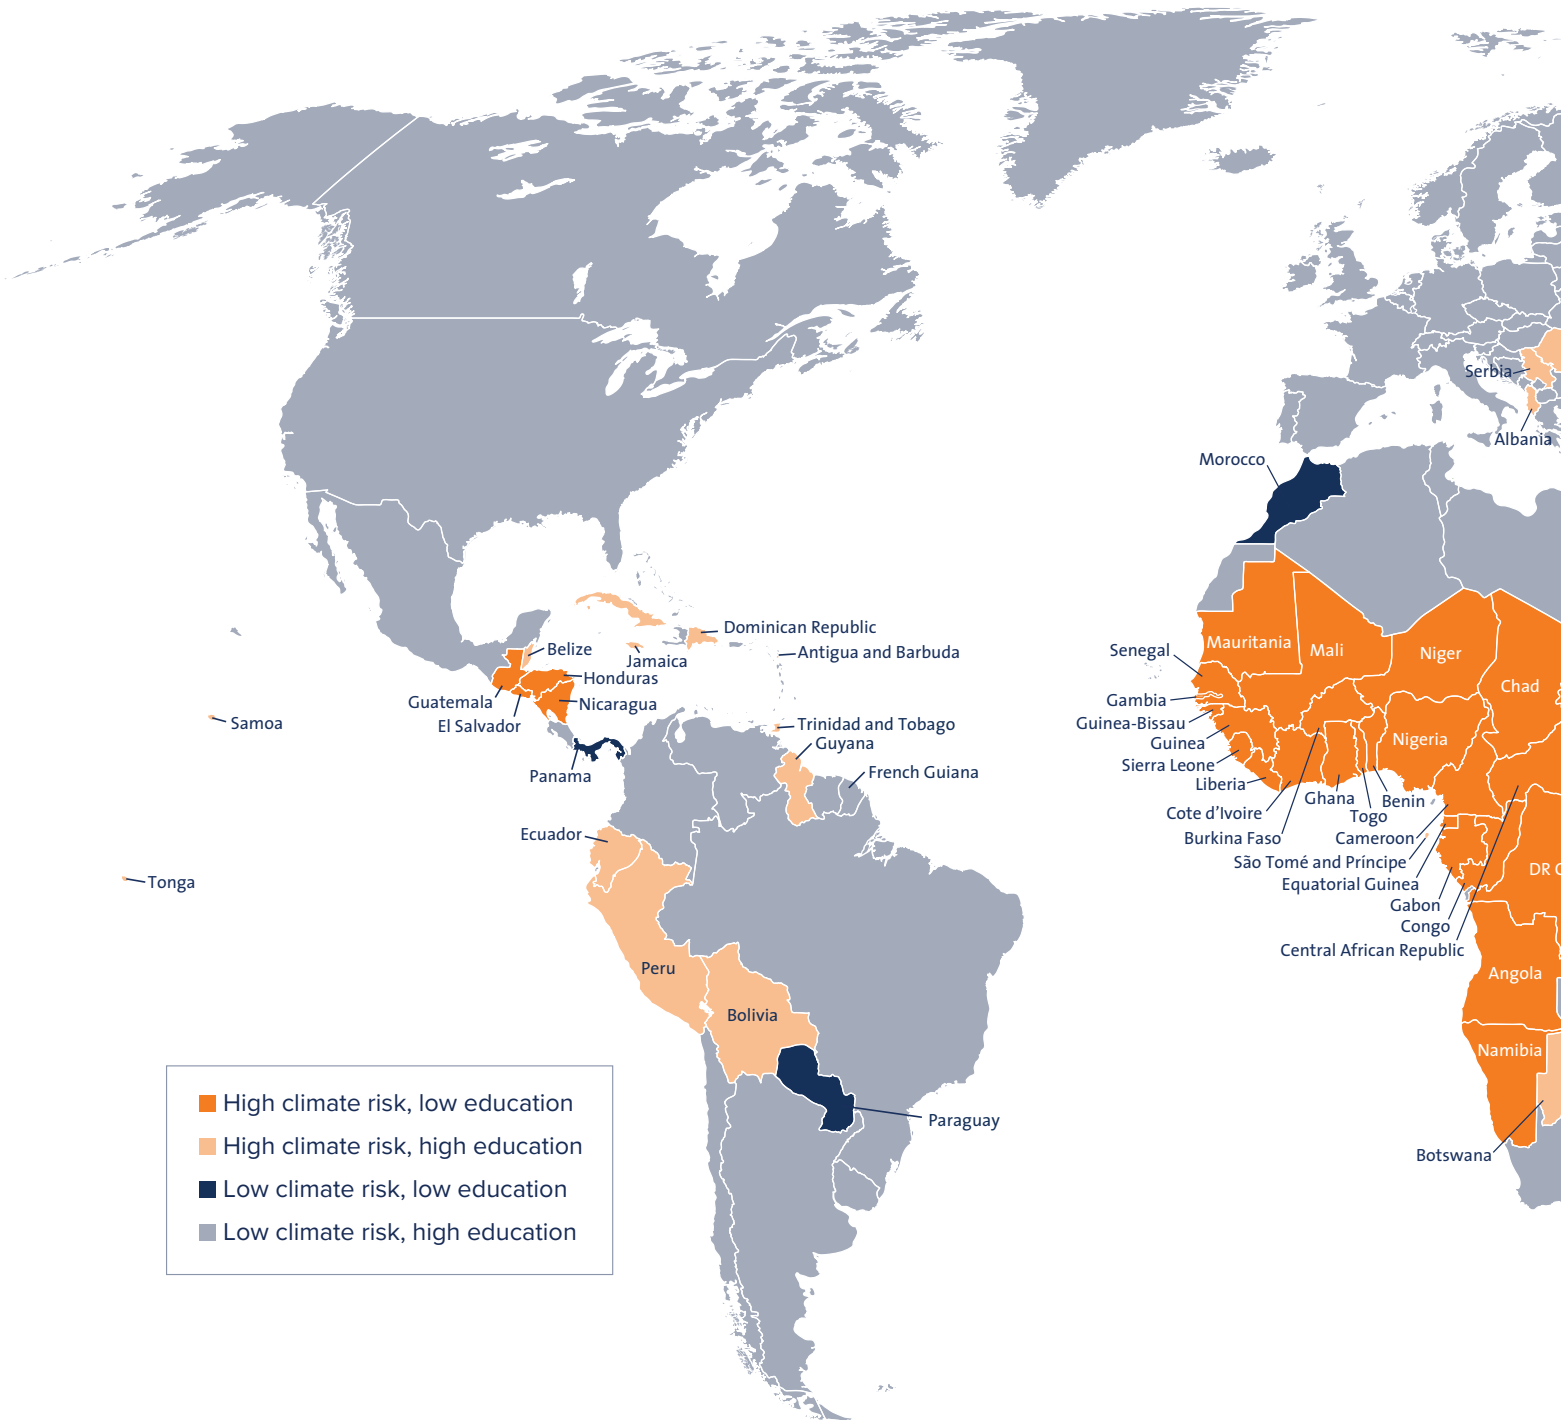 Serbia
Albania
Morocco
Dominican Republic
Belize
Antigua and Barbuda
Jamaica
Honduras
Guatemala
Nicaragua
El Salvador
Samoa
Trinidad and Tobago
Guyana
Panama
French Guiana
Ecuador
Tonga
Peru
Bolivia
Paraguay
Mauritania
Mali
Niger
Chad
Senegal
Gambia
Guinea-Bissau
Nigeria
Guinea
Sierra Leone
Liberia
Ghana
Benin
Cote d'Ivoire
Togo
Burkina Faso
Cameroon
São Tomé and Príncipe
DR C
Equatorial Guinea
Gabon
Congo
Central African Republic
Angola
Namibia
Botswana
High climate risk, low education
High climate risk, high education
Low climate risk, low education
Low climate risk, high education